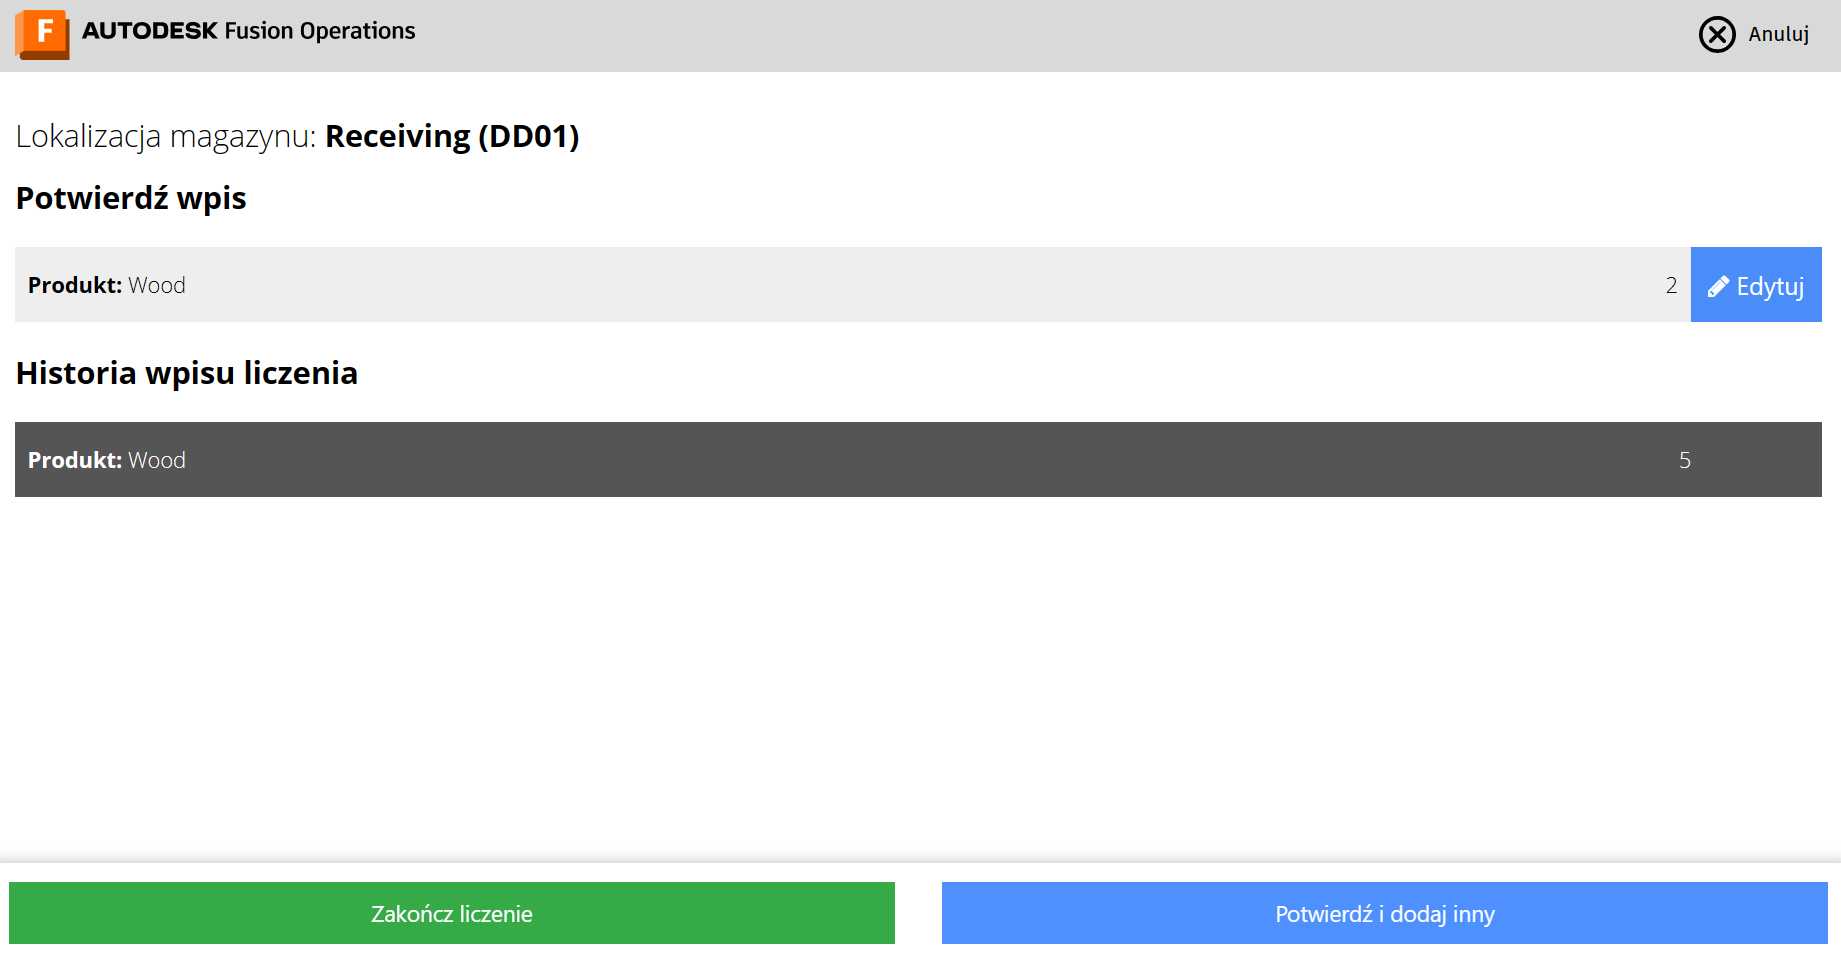 F AUTODESK Fusion Operations
Anuluj
Lokalizacja magazynu: Receiving (DD01)
Potwierdź wpis
Produkt: Wood 2 Edytuj
Historia wpisu liczenia
Produkt: Wood 5
Zakończ liczenie
Potwierdź i dodaj inny